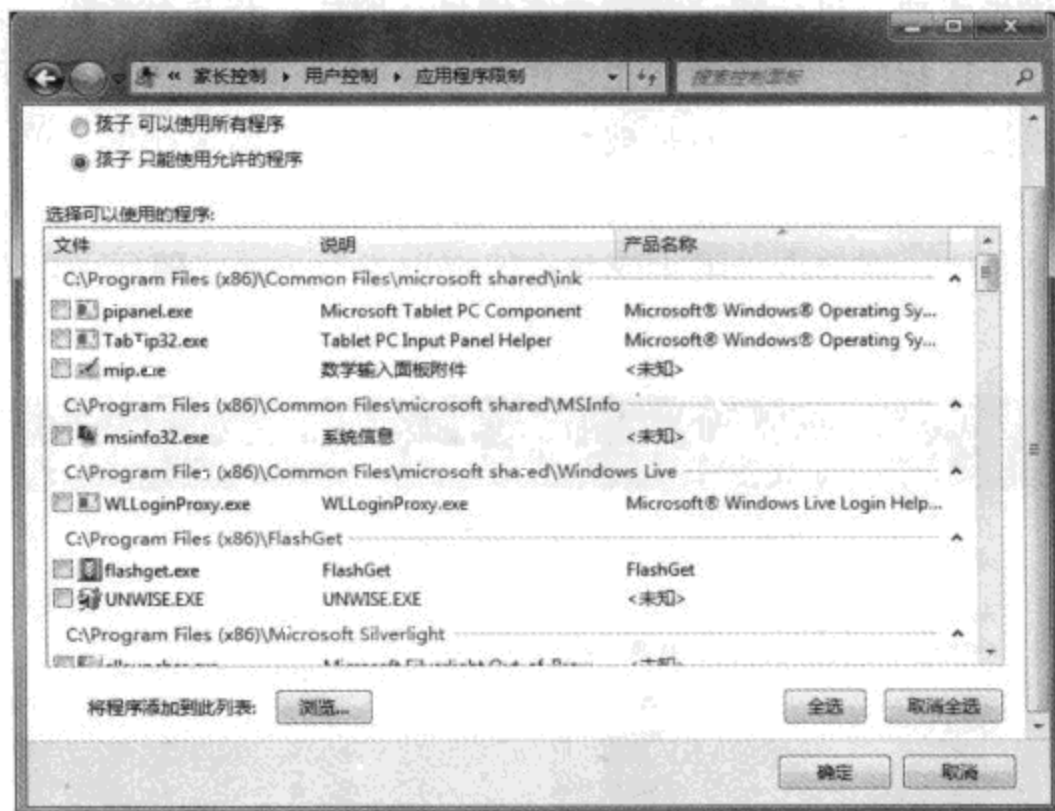 « 家长控制 ▸ 用户控制 ▸ 应用程序限制
搜索控制面板
孩子 可以使用所有程序
孩子 只能使用允许的程序
选择可以使用的程序:
文件 说明 产品名称
C:\Program Files (x86)\Common Files\microsoft shared\ink
pipanel.exe Microsoft Tablet PC Component Microsoft® Windows® Operating Sy...
TabTip32.exe Tablet PC Input Panel Helper Microsoft® Windows® Operating Sy...
mip.exe 数学输入面板附件 <未知>
C:\Program Files (x86)\Common Files\microsoft shared\MSInfo
msinfo32.exe 系统信息 <未知>
C:\Program Files (x86)\Common Files\microsoft shared\Windows Live
WLLoginProxy.exe WLLoginProxy.exe Microsoft® Windows Live Login Help...
C:\Program Files (x86)\FlashGet
flashget.exe FlashGet FlashGet
UNWISE.EXE UNWISE.EXE <未知>
C:\Program Files (x86)\Microsoft Silverlight
将程序添加到此列表: 浏览... 全选 取消全选
确定 取消